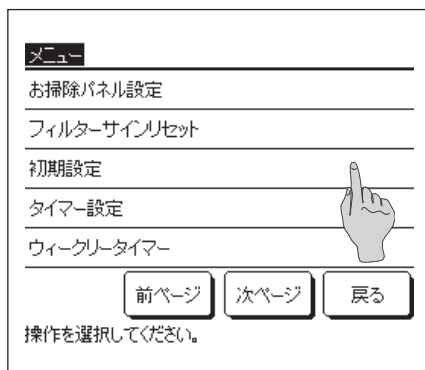 メニュー
お掃除パネル設定
フィルターサインリセット
初期設定
タイマー設定
ウィークリータイマー
前ページ 次ページ 戻る
操作を選択してください。